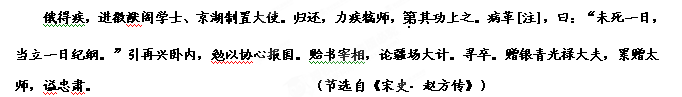 俄得疾，进徽猷阁学士、京湖制置大使。归还，力疾犒师，第其功上之。病革[注]，曰：“未死一日，
当立一日纪纲。”引再兴卧内，勉以协心报国。贻书宰相，论疆场大计。寻卒。赠银青光禄大夫，累赠太
师，谥忠肃。（节选自《宋史·赵方传》）